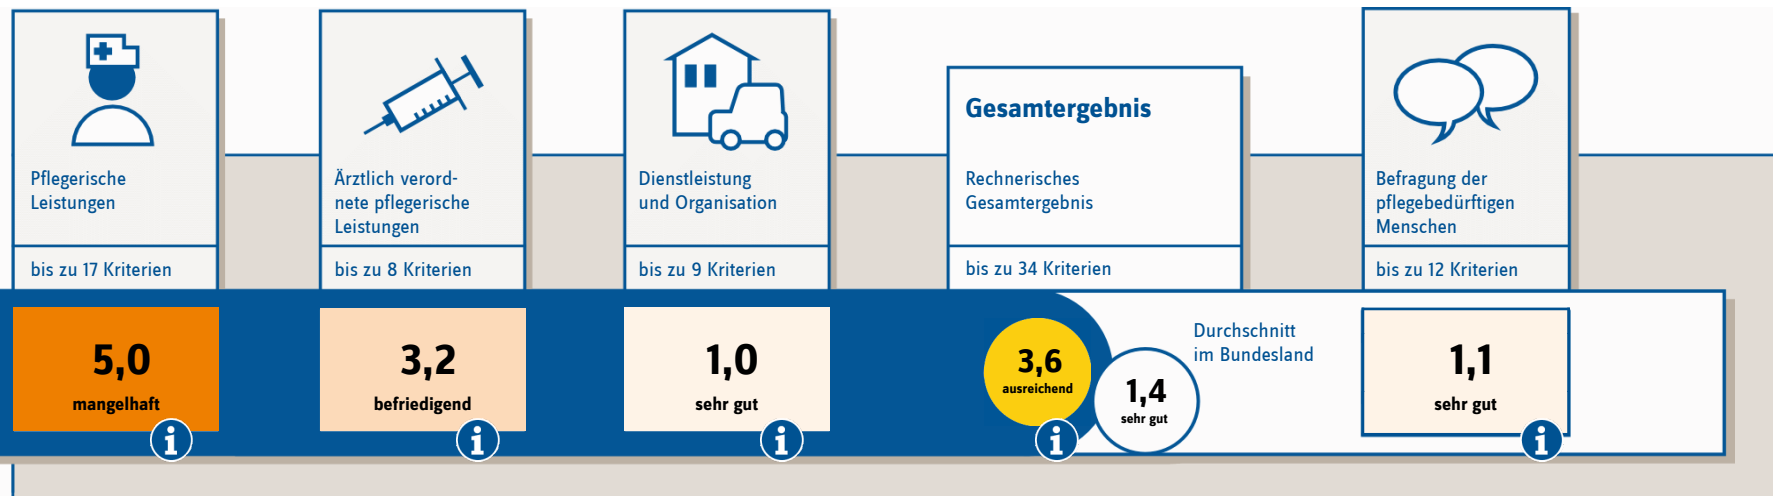 Pflegerische
Leistungen
bis zu 17 Kriterien
5,0
mangelhaft
i
Ärztlich verord-
nete pflegerische
Leistungen
bis zu 8 Kriterien
3,2
befriedigend
i
Dienstleistung
und Organisation
bis zu 9 Kriterien
1,0
sehr gut
i
Gesamtergebnis
Rechnerisches
Gesamtergebnis
bis zu 34 Kriterien
3,6
ausreichend
i
1,4
sehr gut
Durchschnitt
im Bundesland
Befragung der
pflegebedürftigen
Menschen
bis zu 12 Kriterien
1,1
sehr gut
i